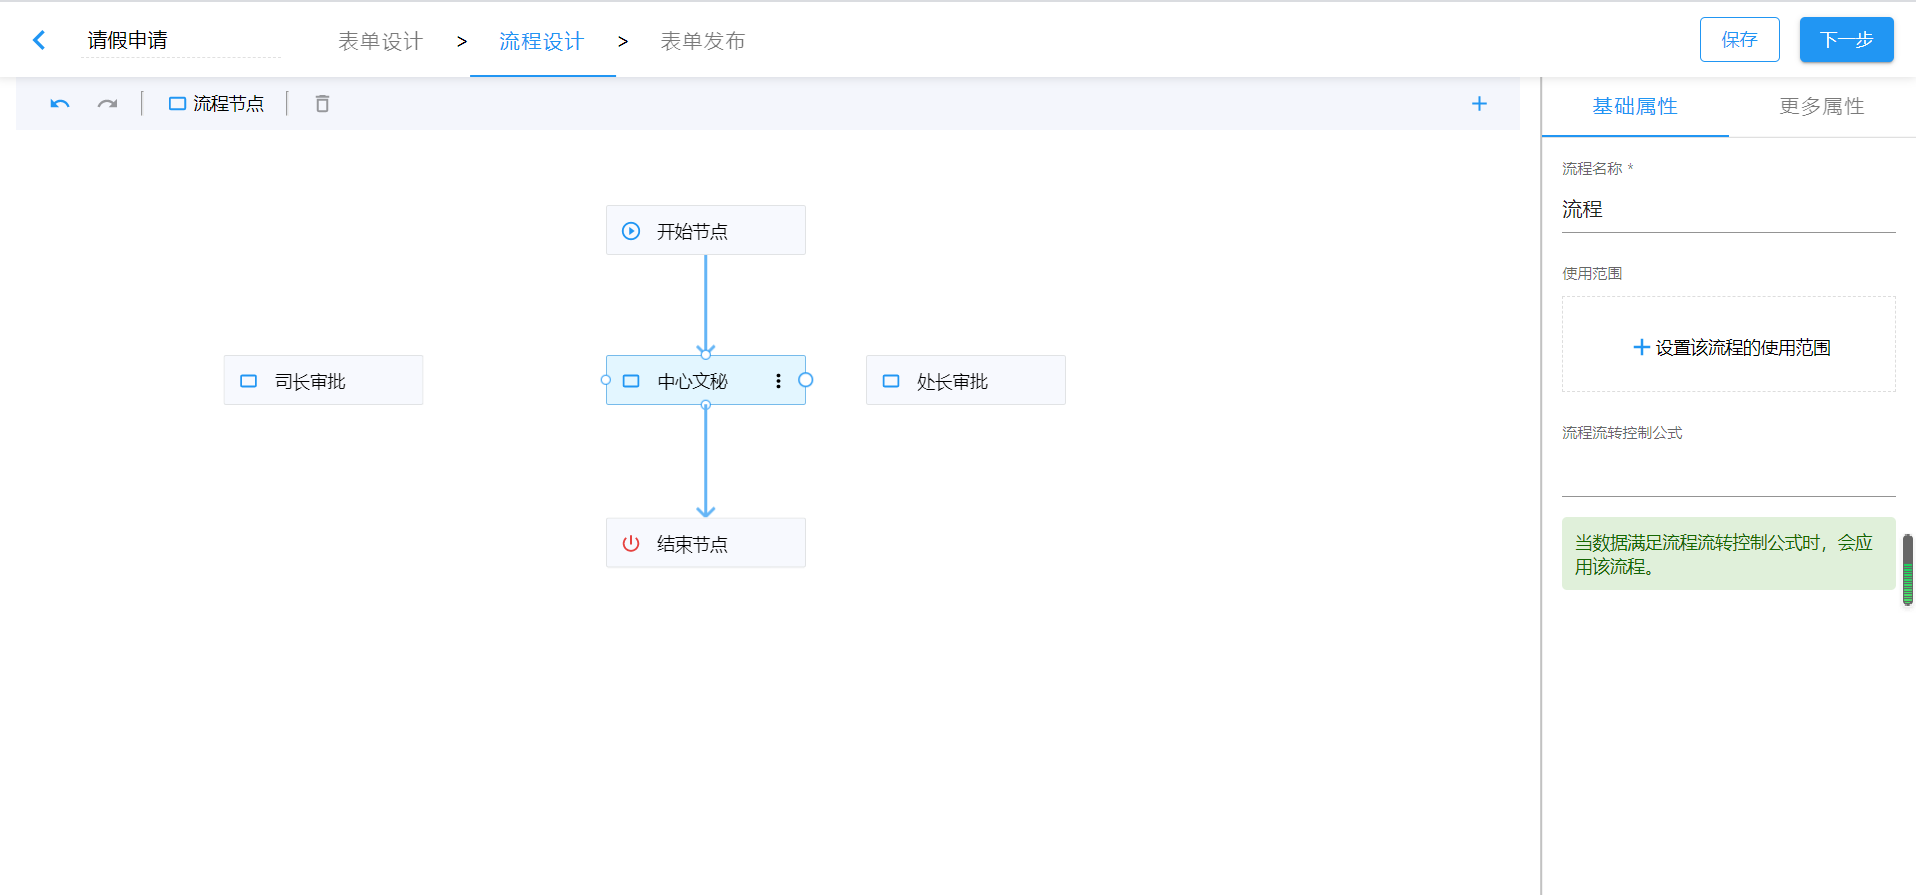 请假申请
表单设计 > 流程设计 > 表单发布
保存
下一步
流程节点
基础属性
更多属性
流程名称 *
流程
使用范围
设置该流程的使用范围
流程流转控制公式
当数据满足流程流转控制公式时，会应
用该流程。
开始节点
司长审批
中心文秘
处长审批
结束节点